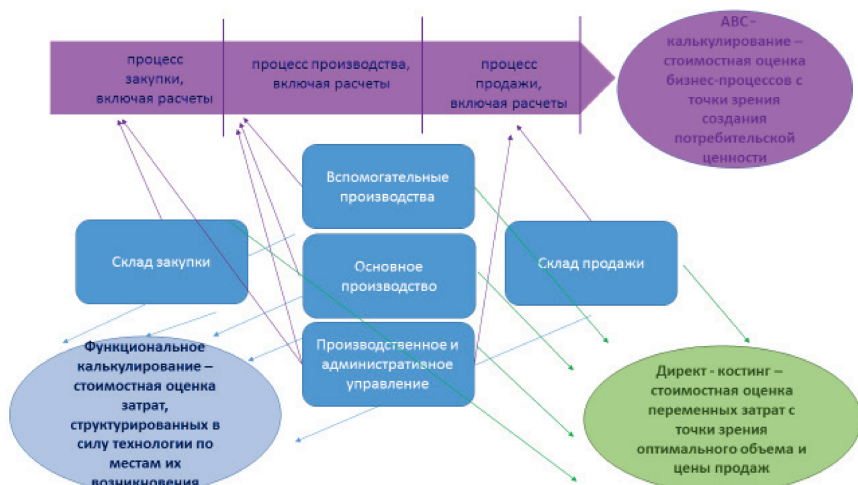 процесс
закупки,
включая расчеты
процесс производства,
включая расчеты
процесс
продажи,
включая расчеты
АВС -
калькулирование –
стоимостная оценка
бизнес-процессов с
точки зрения
создания
потребительской
ценности
Вспомогательные
производства
Склад закупки
Основное
производство
Склад продажи
Производственное и
административное
управление
Функциональное
калькулирование –
стоимостная оценка
затрат,
структурированных в
силу технологии по
местам их
возникновения
Директ - костинг –
стоимостная оценка
переменных затрат с
точки зрения
оптимального объема и
цены продаж